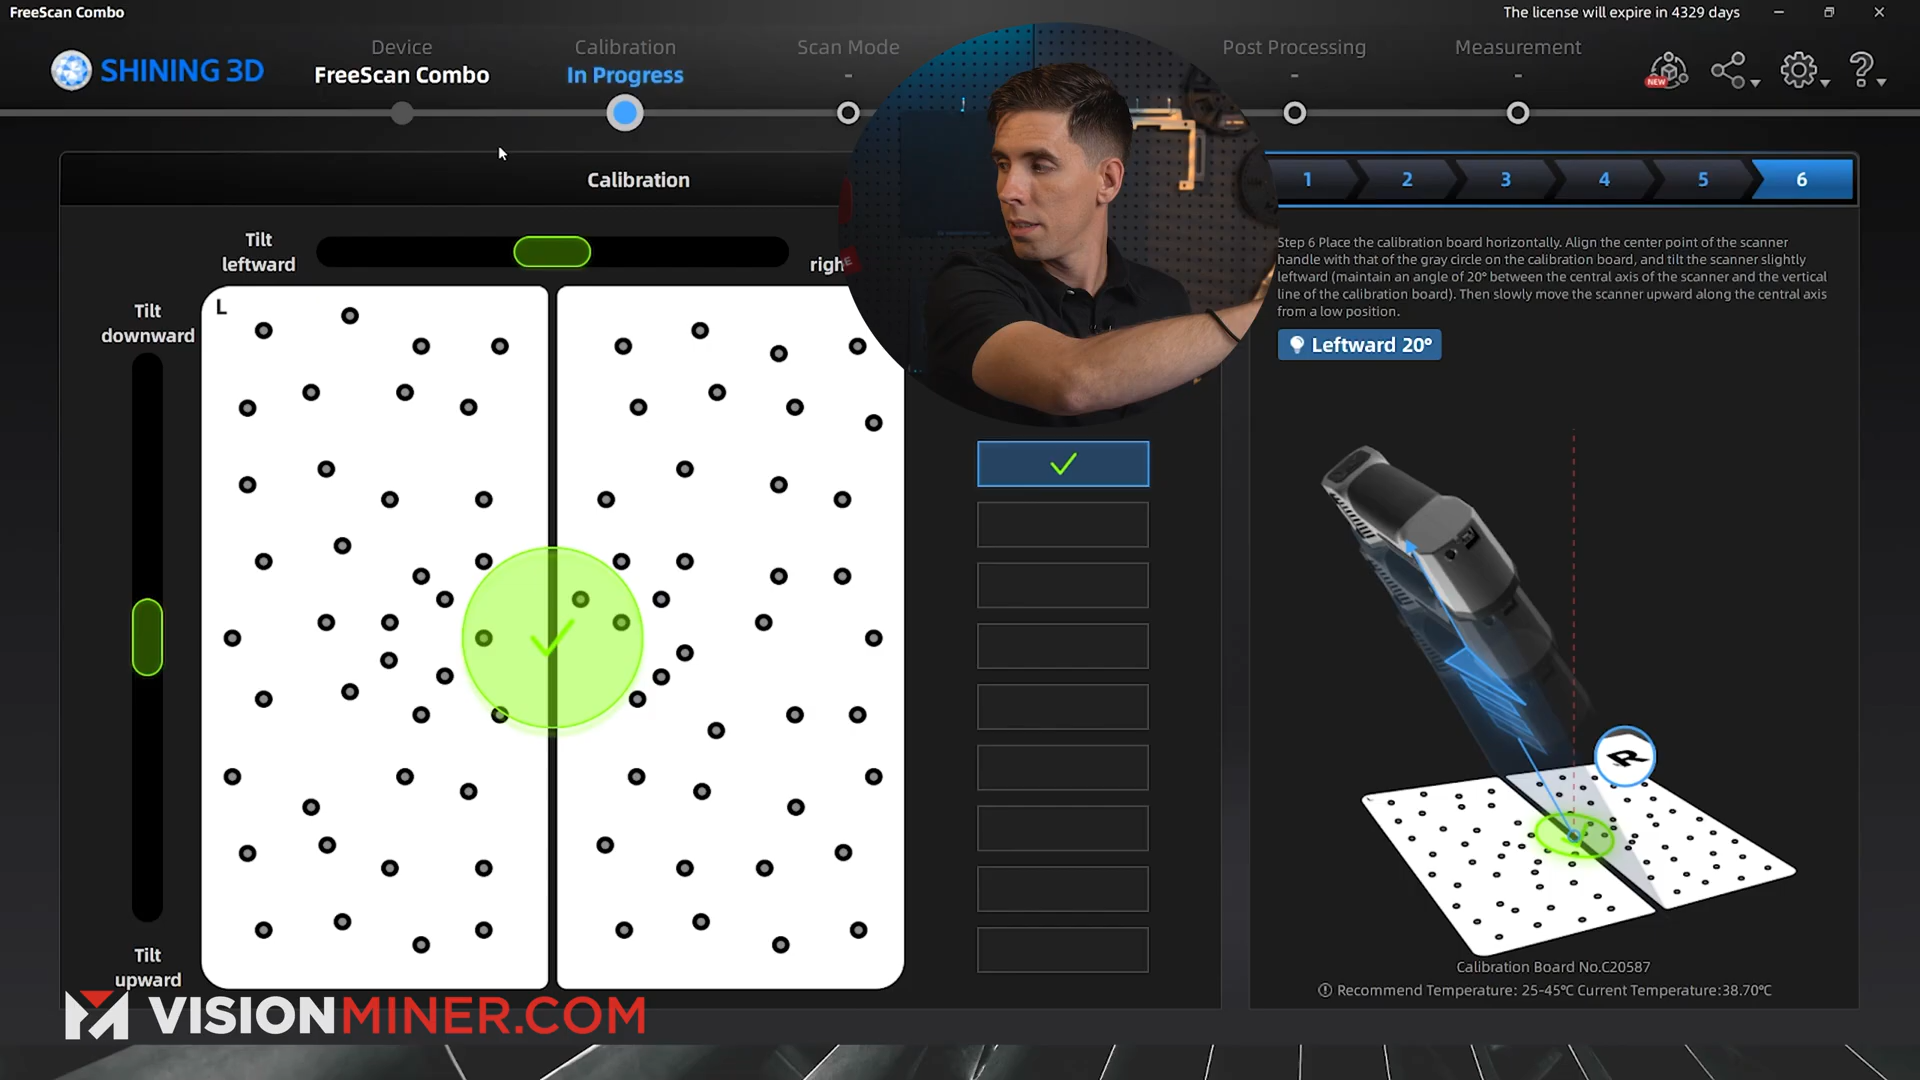 FreeScan Combo
The license will expire in 4329 days
SHINING 3D
Device
FreeScan Combo
Calibration
In Progress
Scan Mode
-
Post Processing
-
Measurement
-
NEW
Calibration
1 2 3 4 5 6
Tilt
leftward
righ
Tilt
downward
L
Tilt
upward
Step 6 Place the calibration board horizontally. Align the center point of the scanner
handle with that of the gray circle on the calibration board, and tilt the scanner slightly
leftward (maintain an angle of 20° between the central axis of the scanner and the vertical
line of the calibration board). Then slowly move the scanner upward along the central axis
from a low position.
Leftward 20°
R
Calibration Board No.C20587
Recommend Temperature: 25-45℃ Current Temperature:38.70℃
VISIONMINER.COM